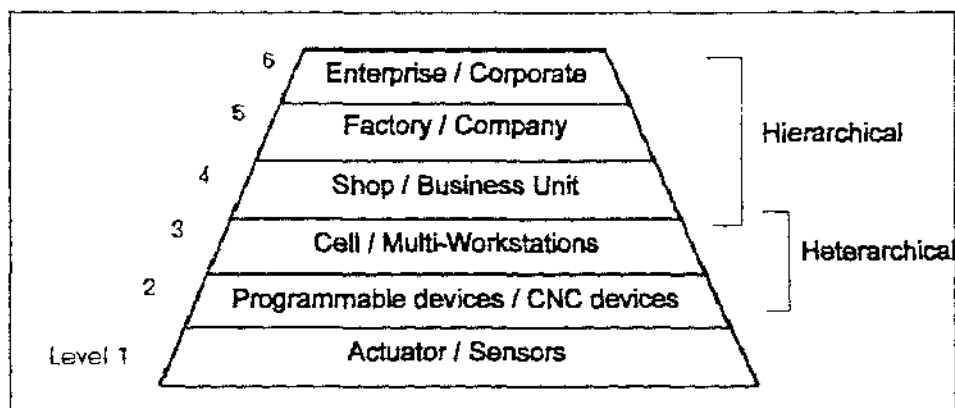 6
Enterprise / Corporate
5
Factory / Company
Hierarchical
4
Shop / Business Unit
3
Cell / Multi-Workstations
Heterarchical
2
Programmable devices / CNC devices
Level 1
Actuator / Sensors